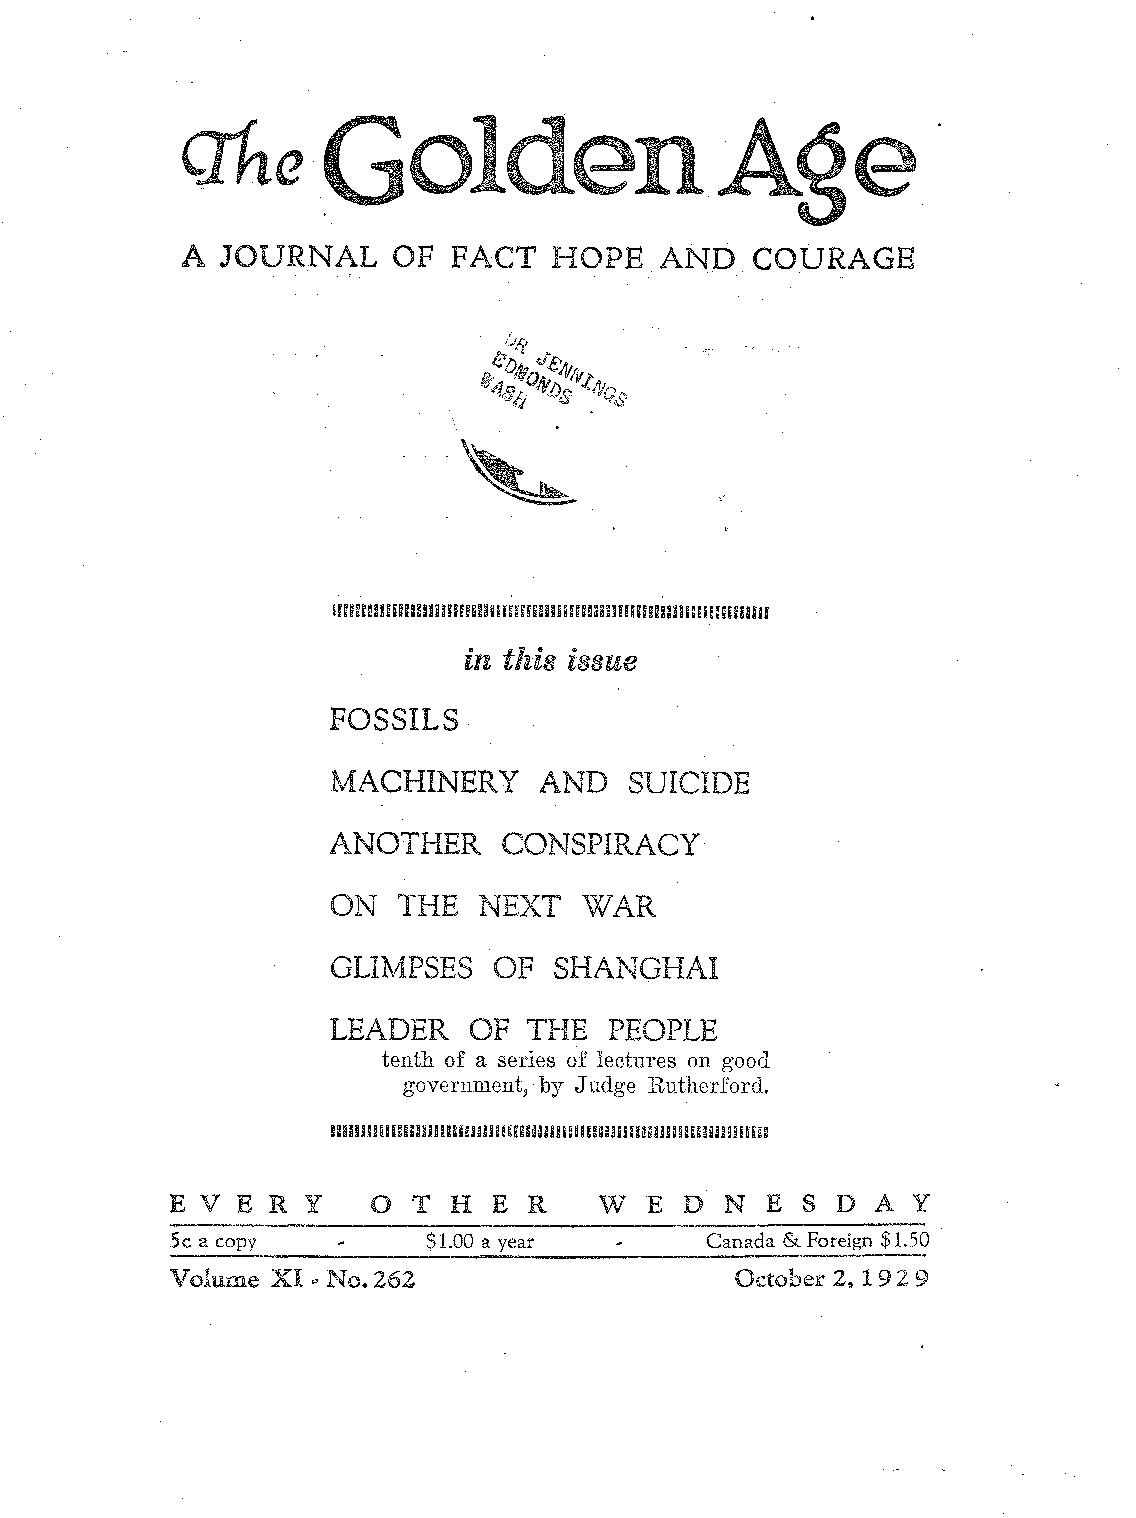 The Golden Age
A JOURNAL OF FACT HOPE AND COURAGE
DR JENNINGS
EDMONDS
WASH
in this issue
FOSSILS
MACHINERY AND SUICIDE
ANOTHER CONSPIRACY
ON THE NEXT WAR
GLIMPSES OF SHANGHAI
LEADER OF THE PEOPLE
tenth of a series of lectures on good
government, by Judge Rutherford.
EVERY OTHER WEDNESDAY
5c a copy - $1.00 a year - Canada & Foreign $1.50
Volume XI - No. 262 October 2, 1929